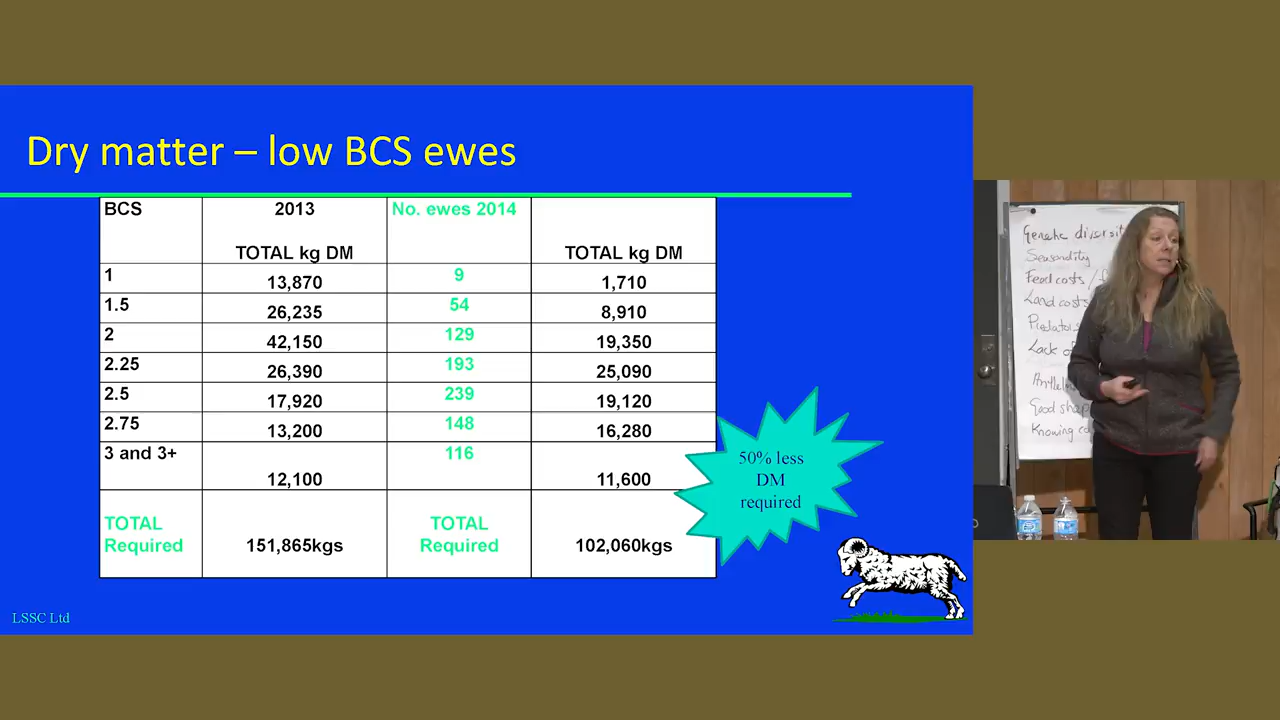 Dry matter – low BCS ewes
BCS 2013 No. ewes 2014
TOTAL kg DM TOTAL kg DM
1 13,870 9 1,710
1.5 26,235 54 8,910
2 42,150 129 19,350
2.25 26,390 193 25,090
2.5 17,920 239 19,120
2.75 13,200 148 16,280
3 and 3+ 12,100 116 11,600
TOTAL TOTAL
Required 151,865kgs Required 102,060kgs
50% less
DM
required
LSSC Ltd
Genetic
Seasonality
Feed costs /
Land costs
Lack
Good
Knowing